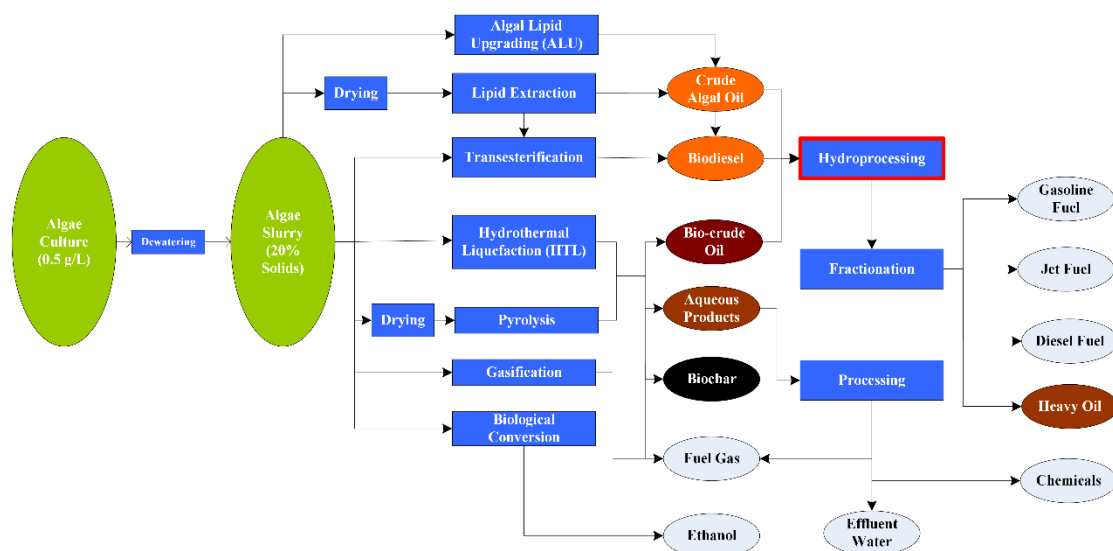 Algal Lipid
Upgrading (ALU)
Drying
Lipid Extraction
Crude
Algal Oil
Transesterification
Biodiesel
Hydroprocessing
Gasoline
Fuel
Algae
Culture
(0.5 g/L)
Dewatering
Algae
Slurry
(20%
Solids)
Hydrothermal
Liquefaction (HTL)
Bio-crude
Oil
Fractionation
Jet Fuel
Drying
Pyrolysis
Aqueous
Products
Diesel Fuel
Gasification
Biochar
Processing
Heavy Oil
Biological
Conversion
Fuel Gas
Chemicals
Ethanol
Effluent
Water